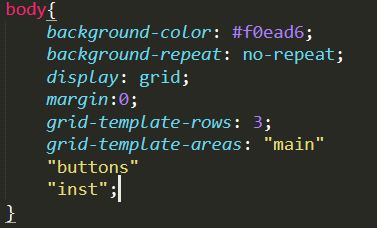 body{
background-color: #f0ead6;
background-repeat: no-repeat;
display: grid;
margin:0;
grid-template-rows: 3;
grid-template-areas: "main"
"buttons"
"inst";
}